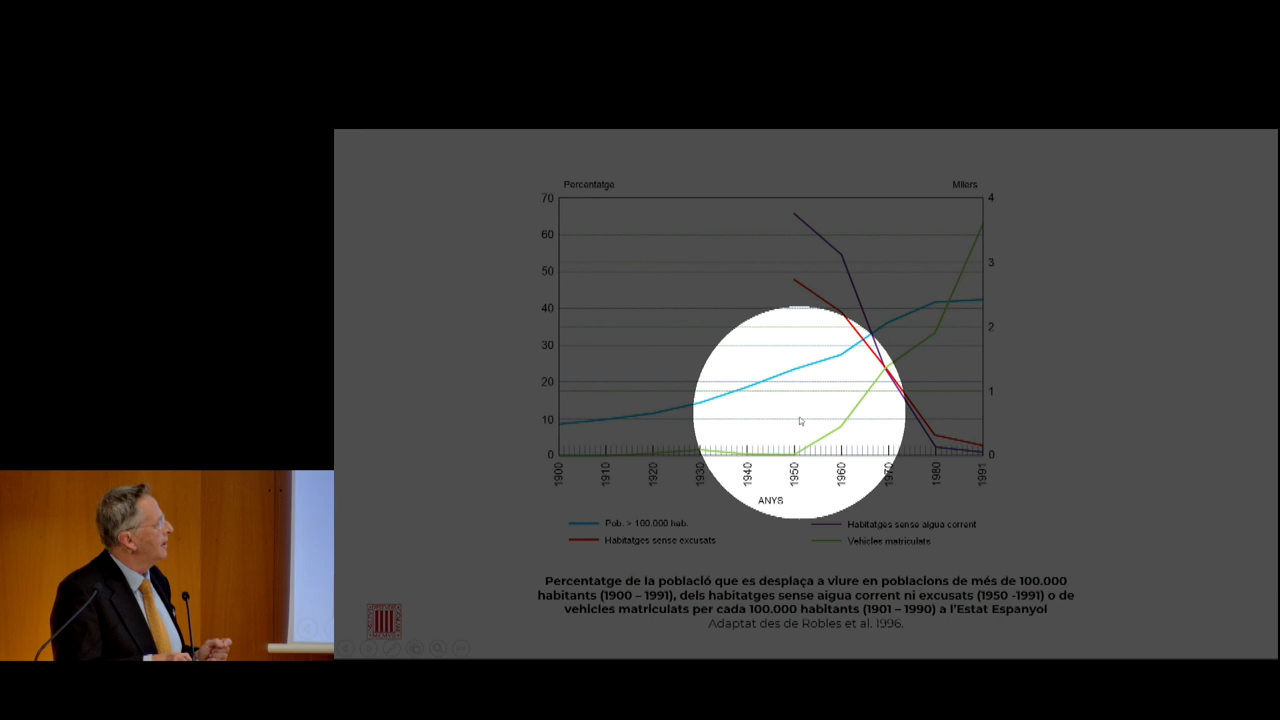 Percentatge
Milers
70
60
50
40
30
20
10
0
4
3
2
1
0
1900
1910
1920
1930
1940
1950
1960
1970
1980
1991
ANYS
Pob. > 100.000 hab.
Habitatges sense aigua corrent
Habitatges sense excusats
Vehicles matriculats
Percentatge de la població que es desplaça a viure en poblacions de més de 100.000
habitants (1900 – 1991), dels habitatges sense aigua corrent ni excusats (1950 -1991) o de
vehicles matriculats per cada 100.000 habitants (1901 – 1990) a l'Estat Espanyol
Adaptat des de Robles et al. 1996.